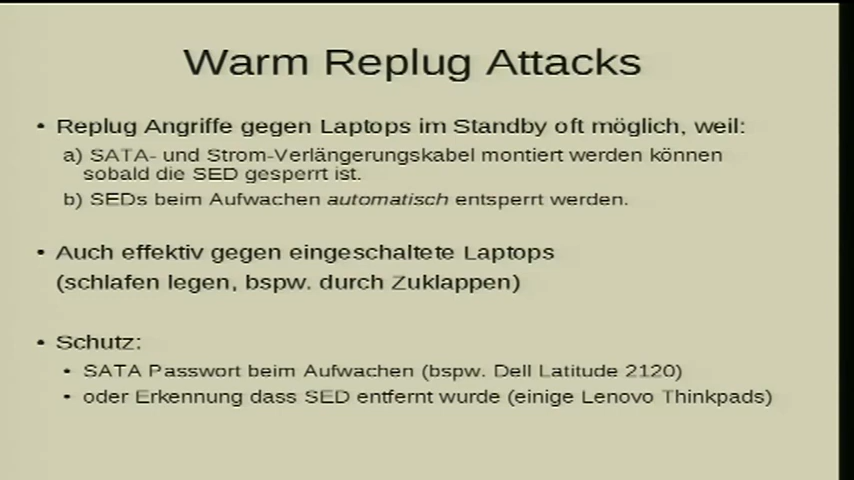 Warm Replug Attacks
• Replug Angriffe gegen Laptops im Standby oft möglich, weil:
a) SATA- und Strom-Verlängerungskabel montiert werden können
sobald die SED gesperrt ist.
b) SEDs beim Aufwachen automatisch entsperrt werden.
• Auch effektiv gegen eingeschaltete Laptops
(schlafen legen, bspw. durch Zuklappen)
• Schutz:
• SATA Passwort beim Aufwachen (bspw. Dell Latitude 2120)
• oder Erkennung dass SED entfernt wurde (einige Lenovo Thinkpads)